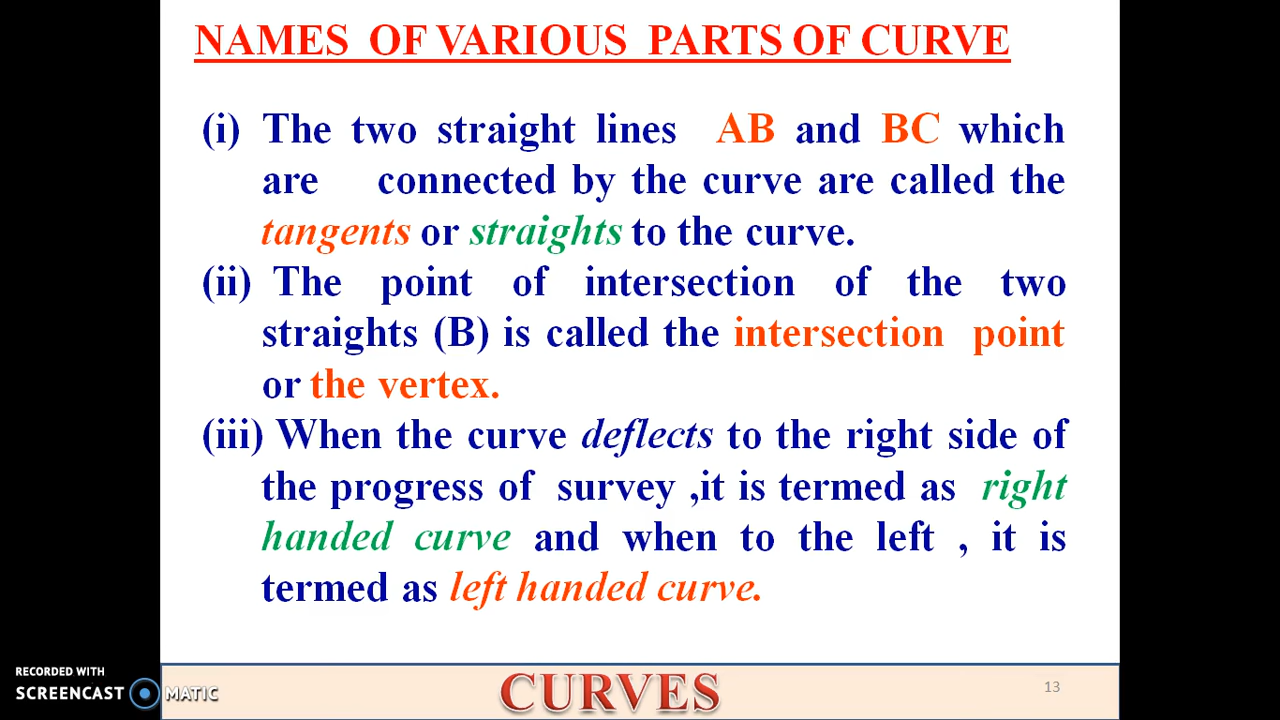 NAMES OF VARIOUS PARTS OF CURVE
(i) The two straight lines AB and BC which
are connected by the curve are called the
tangents or straights to the curve.
(ii) The point of intersection of the two
straights (B) is called the intersection point
or the vertex.
(iii) When the curve deflects to the right side of
the progress of survey ,it is termed as right
handed curve and when to the left , it is
termed as left handed curve.
RECORDED WITH
SCREENCAST MATIC
CURVES
13